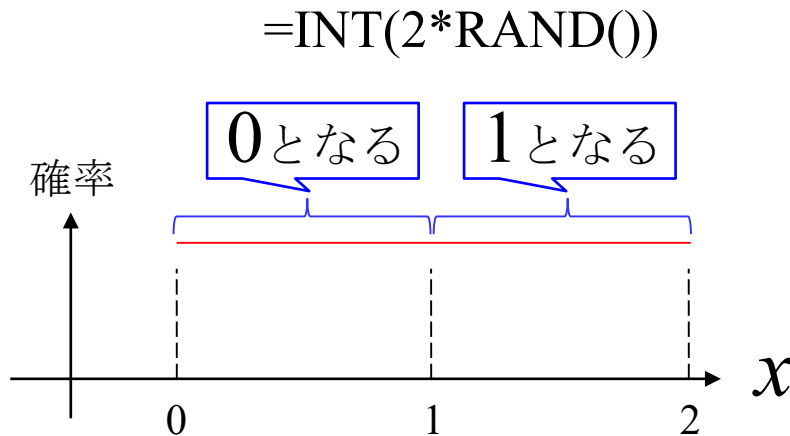 =INT(2*RAND())
0となる
1となる
確率
x
0
1
2